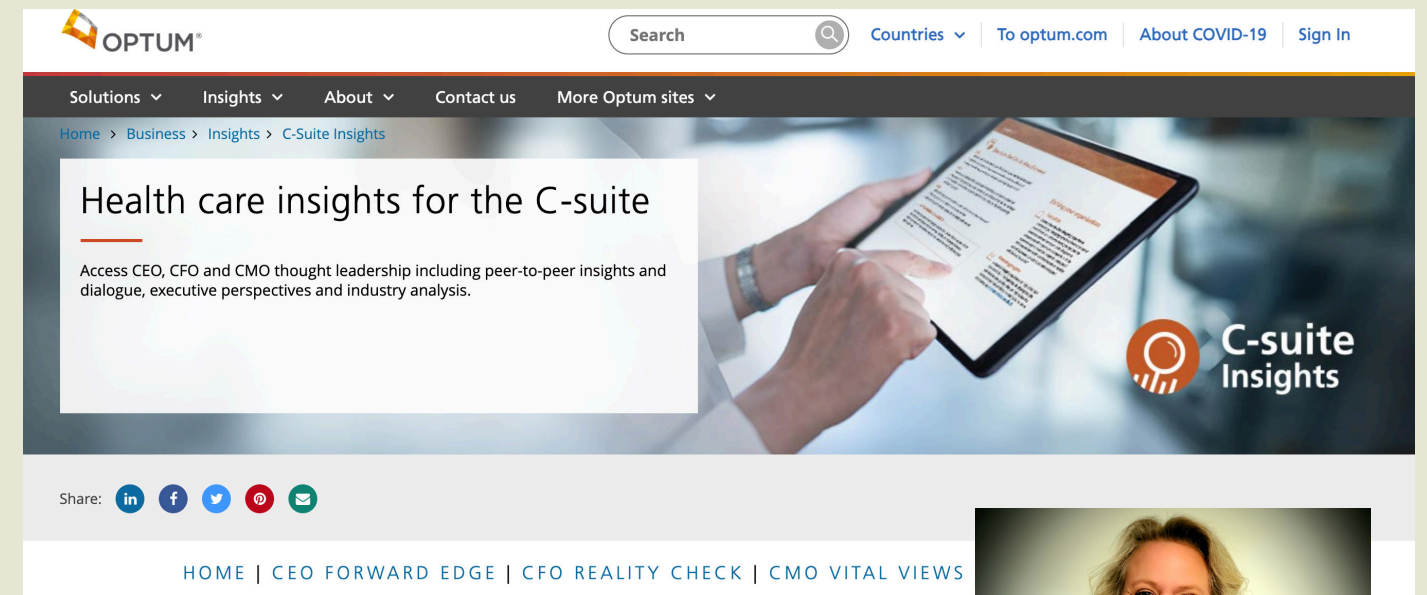 OPTUM®
Search
Countries
To optum.com
About COVID-19
Sign In
Solutions
Insights
About
Contact us
More Optum sites
Home > Business > Insights > C-Suite Insights
Health care insights for the C-suite
Access CEO, CFO and CMO thought leadership including peer-to-peer insights and
dialogue, executive perspectives and industry analysis.
C-suite
Insights
Share:
HOME | CEO FORWARD EDGE | CFO REALITY CHECK | CMO VITAL VIEWS